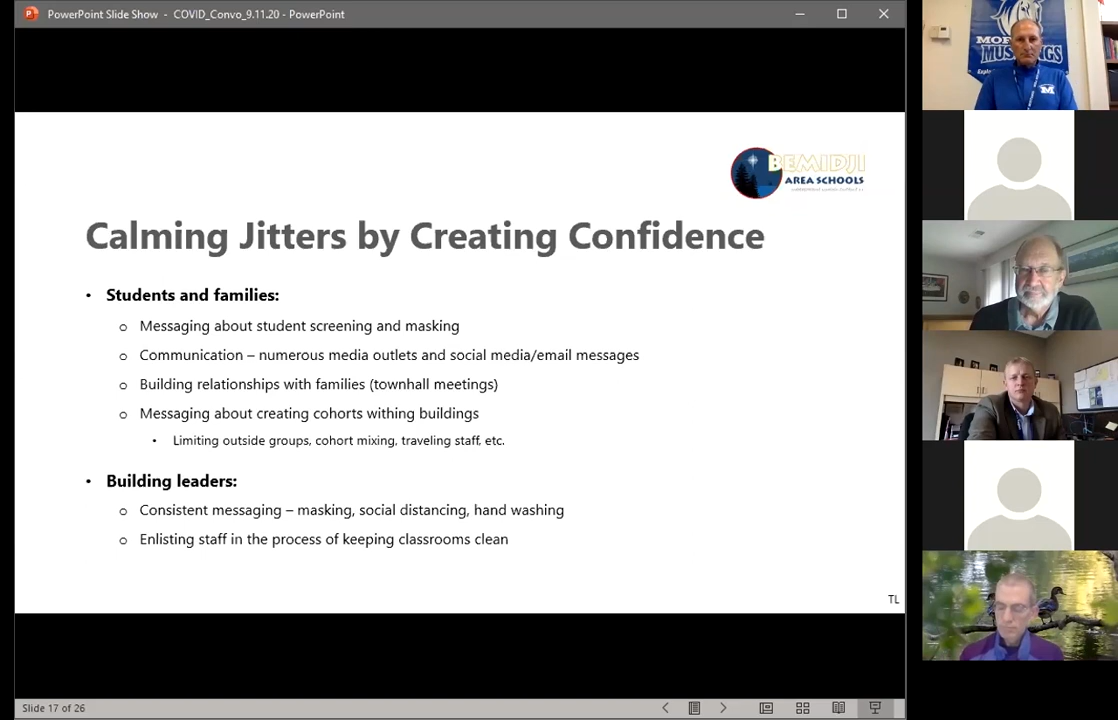 PowerPoint Slide Show - COVID_Convo_9.11.20 - PowerPoint
BEMIDJI
AREA SCHOOLS
Calming Jitters by Creating Confidence
• Students and families:
o Messaging about student screening and masking
o Communication – numerous media outlets and social media/email messages
o Building relationships with families (townhall meetings)
o Messaging about creating cohorts withing buildings
• Limiting outside groups, cohort mixing, traveling staff, etc.
• Building leaders:
o Consistent messaging – masking, social distancing, hand washing
o Enlisting staff in the process of keeping classrooms clean
TL
Slide 17 of 26
M